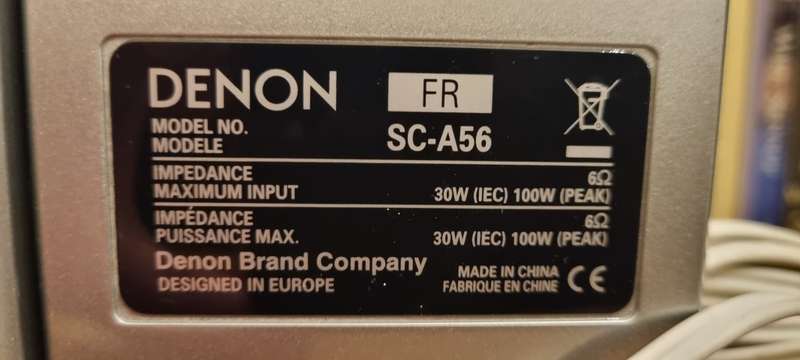 DENON FR
MODEL NO.
MODELE SC-A56
IMPEDANCE 6Ω
MAXIMUM INPUT 30W (IEC) 100W (PEAK)
IMPÉDANCE 6Ω
PUISSANCE MAX. 30W (IEC) 100W (PEAK)
Denon Brand Company
DESIGNED IN EUROPE
MADE IN CHINA
FABRIQUE EN CHINE CE